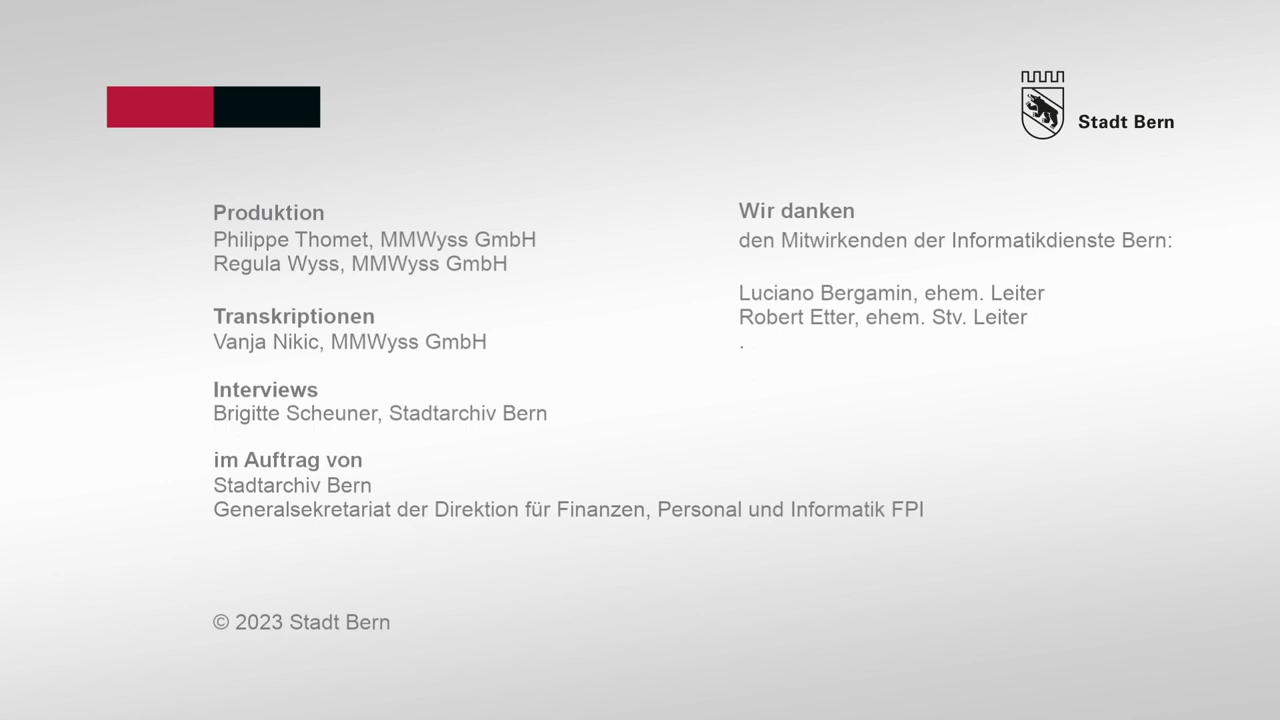 Stadt Bern
Produktion
Philippe Thomet, MMWyss GmbH
Regula Wyss, MMWyss GmbH
Transkriptionen
Vanja Nikic, MMWyss GmbH
Interviews
Brigitte Scheuner, Stadtarchiv Bern
im Auftrag von
Stadtarchiv Bern
Generalsekretariat der Direktion für Finanzen, Personal und Informatik FPI
Wir danken
den Mitwirkenden der Informatikdienste Bern:
Luciano Bergamin, ehem. Leiter
Robert Etter, ehem. Stv. Leiter
.
© 2023 Stadt Bern